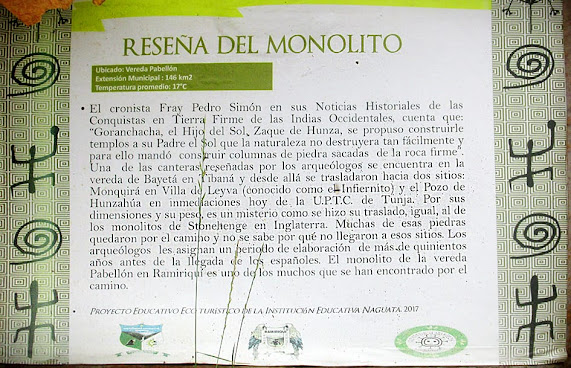 RESEÑA DEL MONOLITO
Ubicado: Vereda Pabellón
Extensión Municipal : 146 km2
Temperatura promedio: 17°C
• El cronista Fray Pedro Simón en sus Noticias Historiales de las
Conquistas en Tierra Firme de las Indias Occidentales, cuenta que:
“Goranchacha, el Hijo del Sol, Zaque de Hunza, se propuso construirle
templos a su Padre el Sol que la naturaleza no destruyera tan fácilmente y
para ello mandó construir columnas de piedra sacadas de la roca firme”.
Una de las canteras reseñadas por los arqueólogos se encuentra en la
vereda de Bayetá en Tibaná y desde allá se trasladaron hacia dos sitios:
Monquirá en Villa de Leyva (conocido como el Infiernito) y el Pozo de
Hunzahúa en inmediaciones hoy de la U.P.T.C. de Tunja. Por sus
dimensiones y su peso, es un misterio como se hizo su traslado, igual, al de
los monolitos de Stonehenge en Inglaterra. Muchas de esas piedras
quedaron por el camino y no se sabe por qué no llegaron a esos sitios. Los
arqueólogos les asignan un periodo de elaboración de más de quinientos
años antes de la llegada de los españoles. El monolito de la vereda
Pabellón en Ramiriquí es uno de los muchos que se han encontrado por el
camino.
PROYECTO EDUCATIVO ECOTURISTICO DE LA INSTITUCIÓN EDUCATIVA NAGUATA. 2017
RAMIRIQUÍ